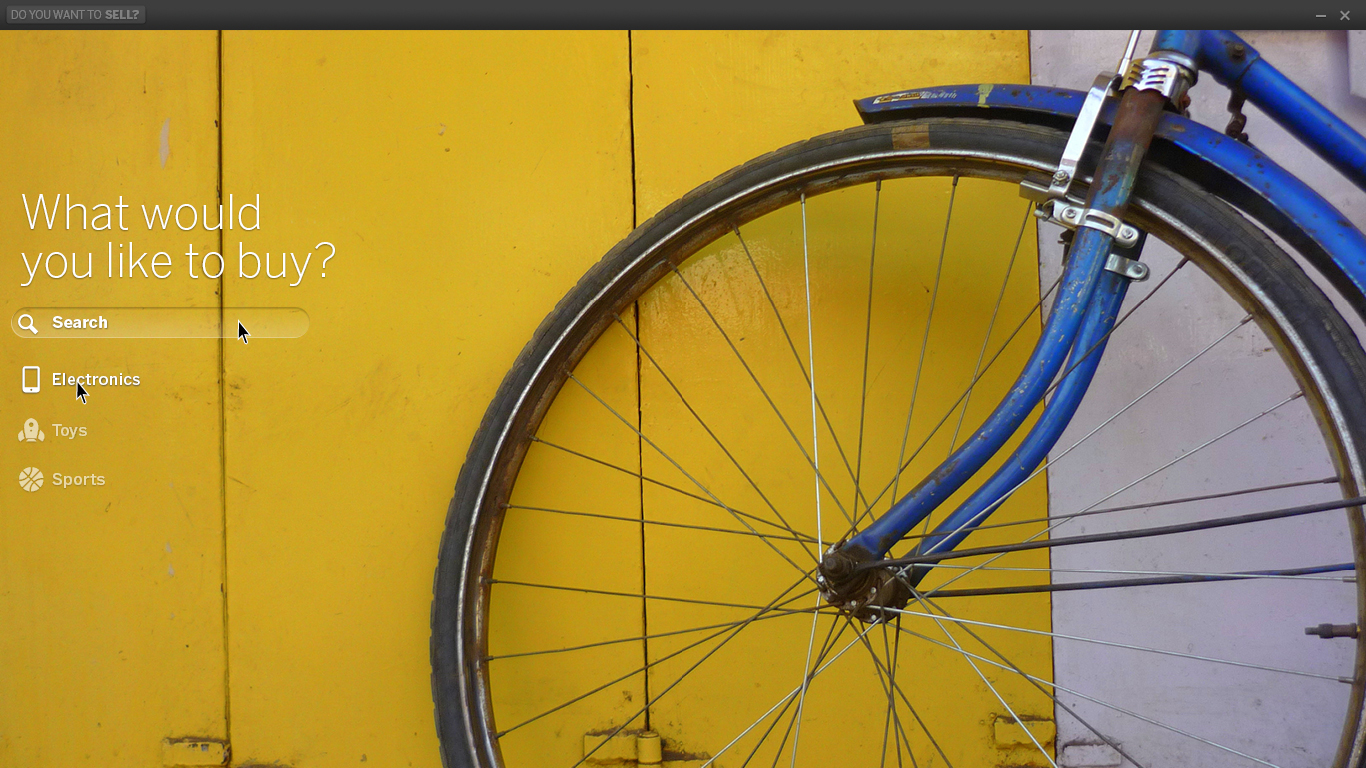 DO YOU WANT TO SELL?
What would
you like to buy?
Search
Electronics
Toys
Sports